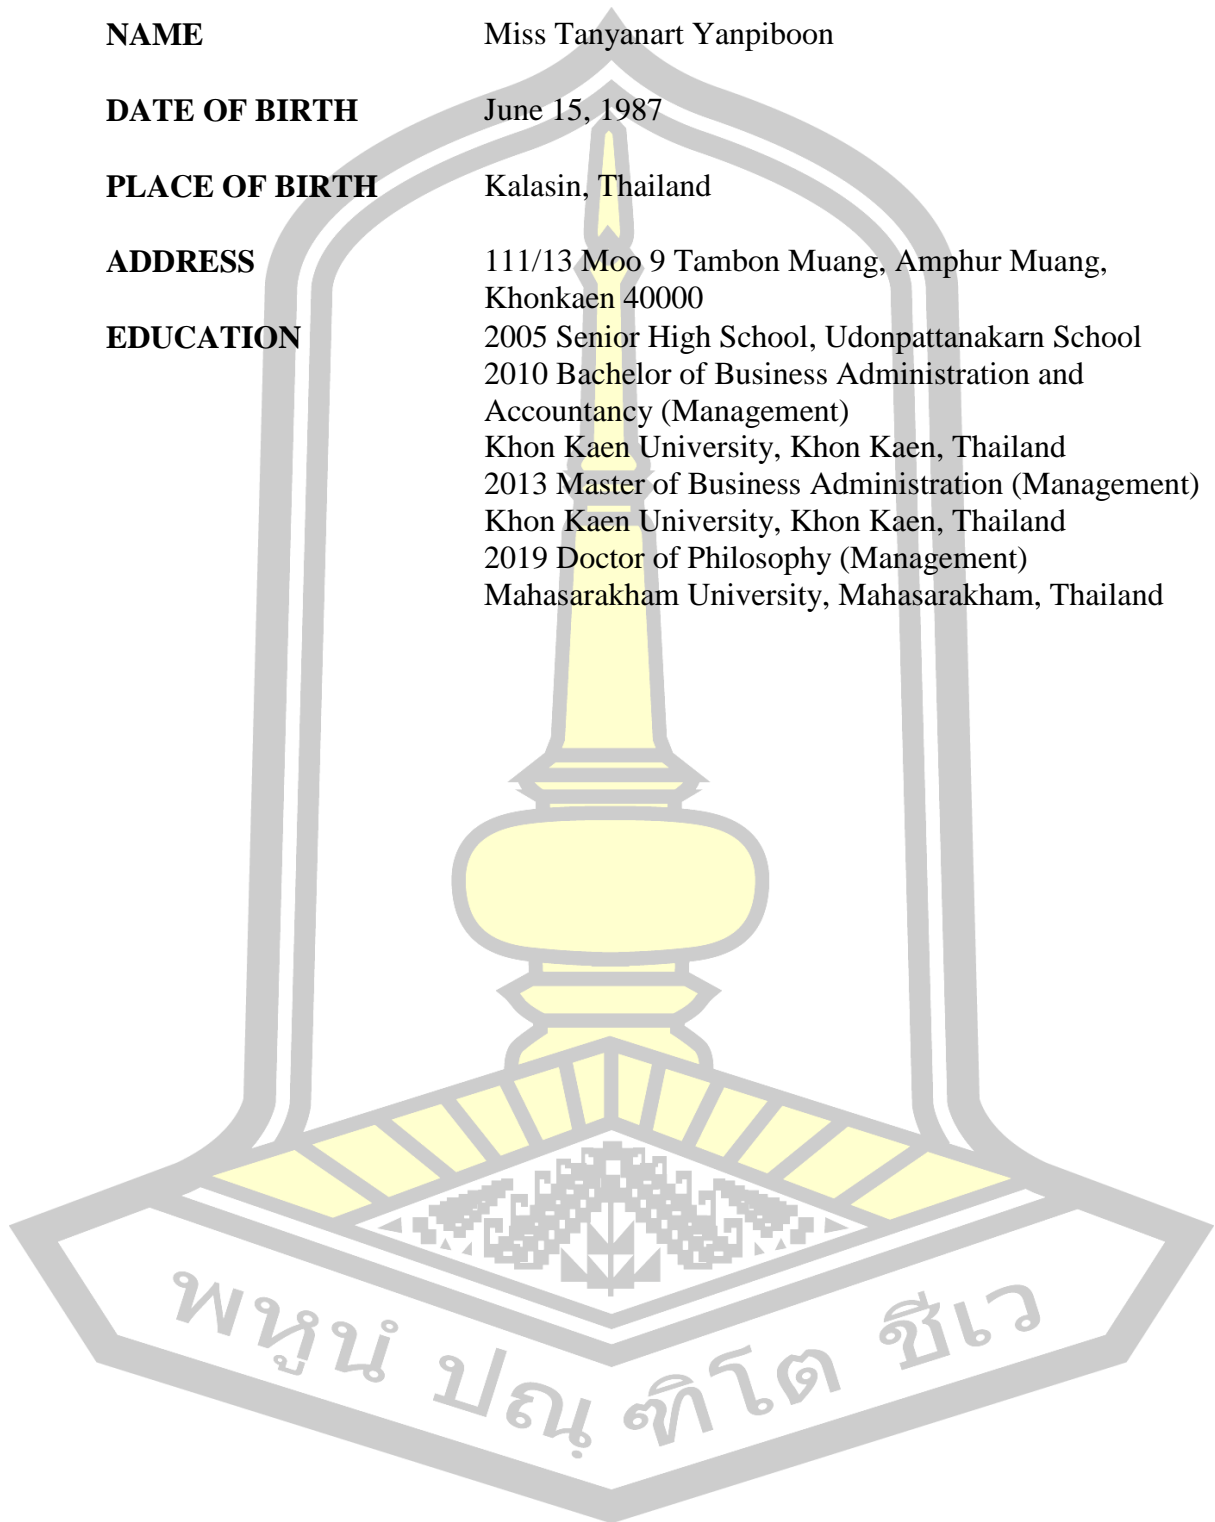 NAME Miss Tanyanart Yanpiboon
DATE OF BIRTH June 15, 1987
PLACE OF BIRTH Kalasin, Thailand
ADDRESS 111/13 Moo 9 Tambon Muang, Amphur Muang,
Khonkaen 40000
EDUCATION 2005 Senior High School, Udonpattanakarn School
2010 Bachelor of Business Administration and
Accountancy (Management)
Khon Kaen University, Khon Kaen, Thailand
2013 Master of Business Administration (Management)
Khon Kaen University, Khon Kaen, Thailand
2019 Doctor of Philosophy (Management)
Mahasarakham University, Mahasarakham, Thailand
พหูนํ ปณฺ ฑิโต ชีเว